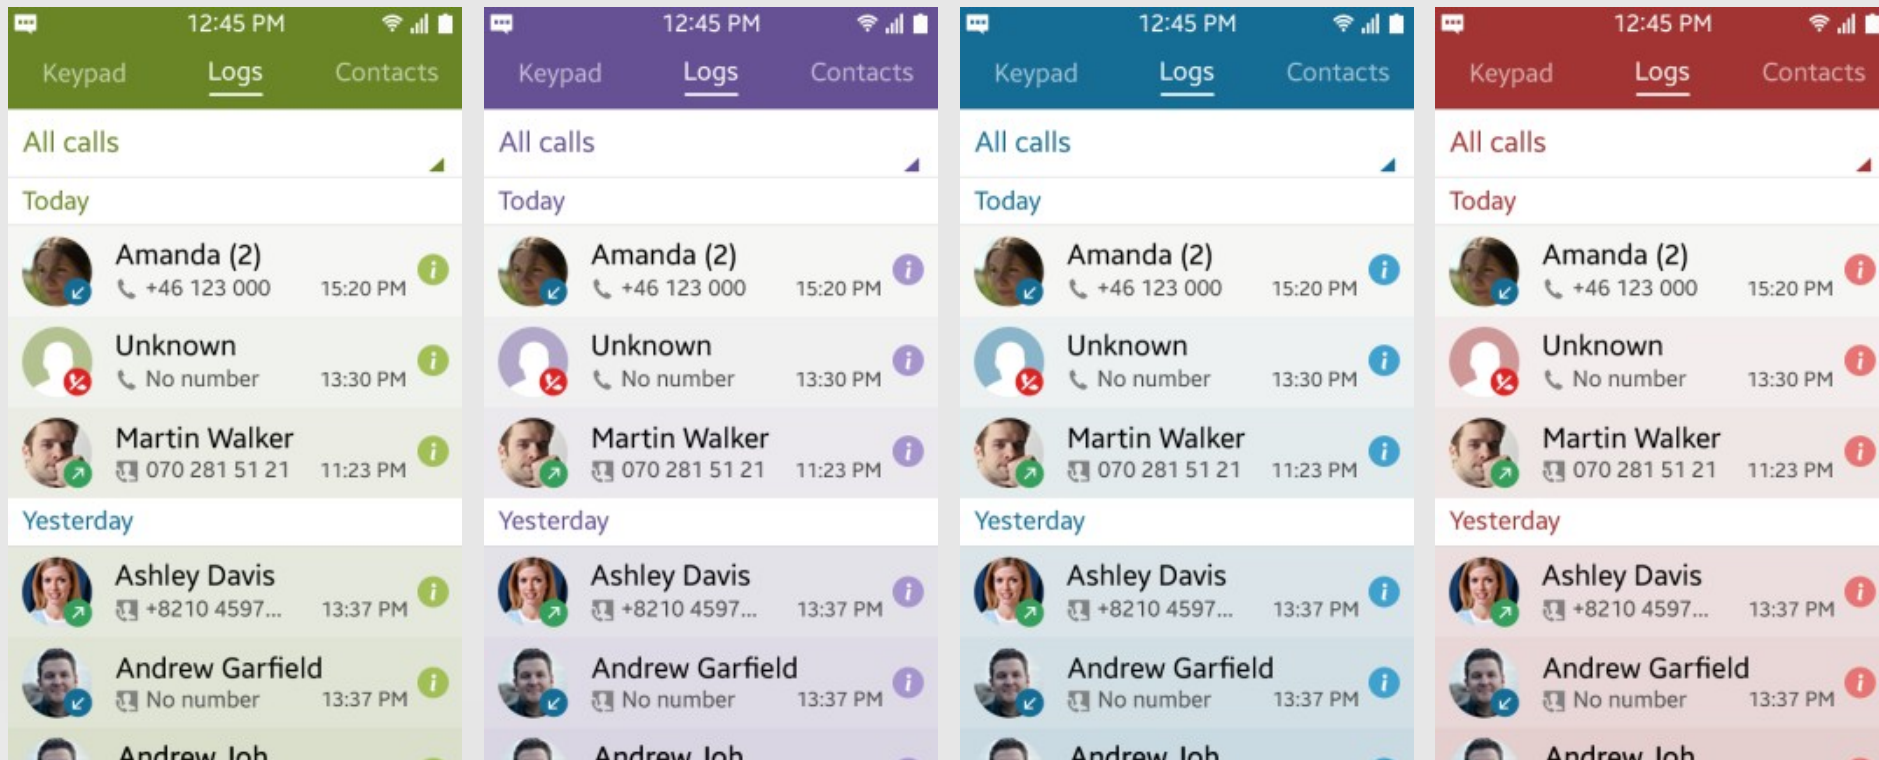 12:45 PM
Keypad Logs Contacts
All calls
Today
Amanda (2)
+46 123 000 15:20 PM
Unknown
No number 13:30 PM
Martin Walker
070 281 51 21 11:23 PM
Yesterday
Ashley Davis
+8210 4597... 13:37 PM
Andrew Garfield
No number 13:37 PM
Andrew Joh
12:45 PM
Keypad Logs Contacts
All calls
Today
Amanda (2)
+46 123 000 15:20 PM
Unknown
No number 13:30 PM
Martin Walker
070 281 51 21 11:23 PM
Yesterday
Ashley Davis
+8210 4597... 13:37 PM
Andrew Garfield
No number 13:37 PM
Andrew Joh
12:45 PM
Keypad Logs Contacts
All calls
Today
Amanda (2)
+46 123 000 15:20 PM
Unknown
No number 13:30 PM
Martin Walker
070 281 51 21 11:23 PM
Yesterday
Ashley Davis
+8210 4597... 13:37 PM
Andrew Garfield
No number 13:37 PM
Andrew Joh
12:45 PM
Keypad Logs Contacts
All calls
Today
Amanda (2)
+46 123 000 15:20 PM
Unknown
No number 13:30 PM
Martin Walker
070 281 51 21 11:23 PM
Yesterday
Ashley Davis
+8210 4597... 13:37 PM
Andrew Garfield
No number 13:37 PM
Andrew Joh